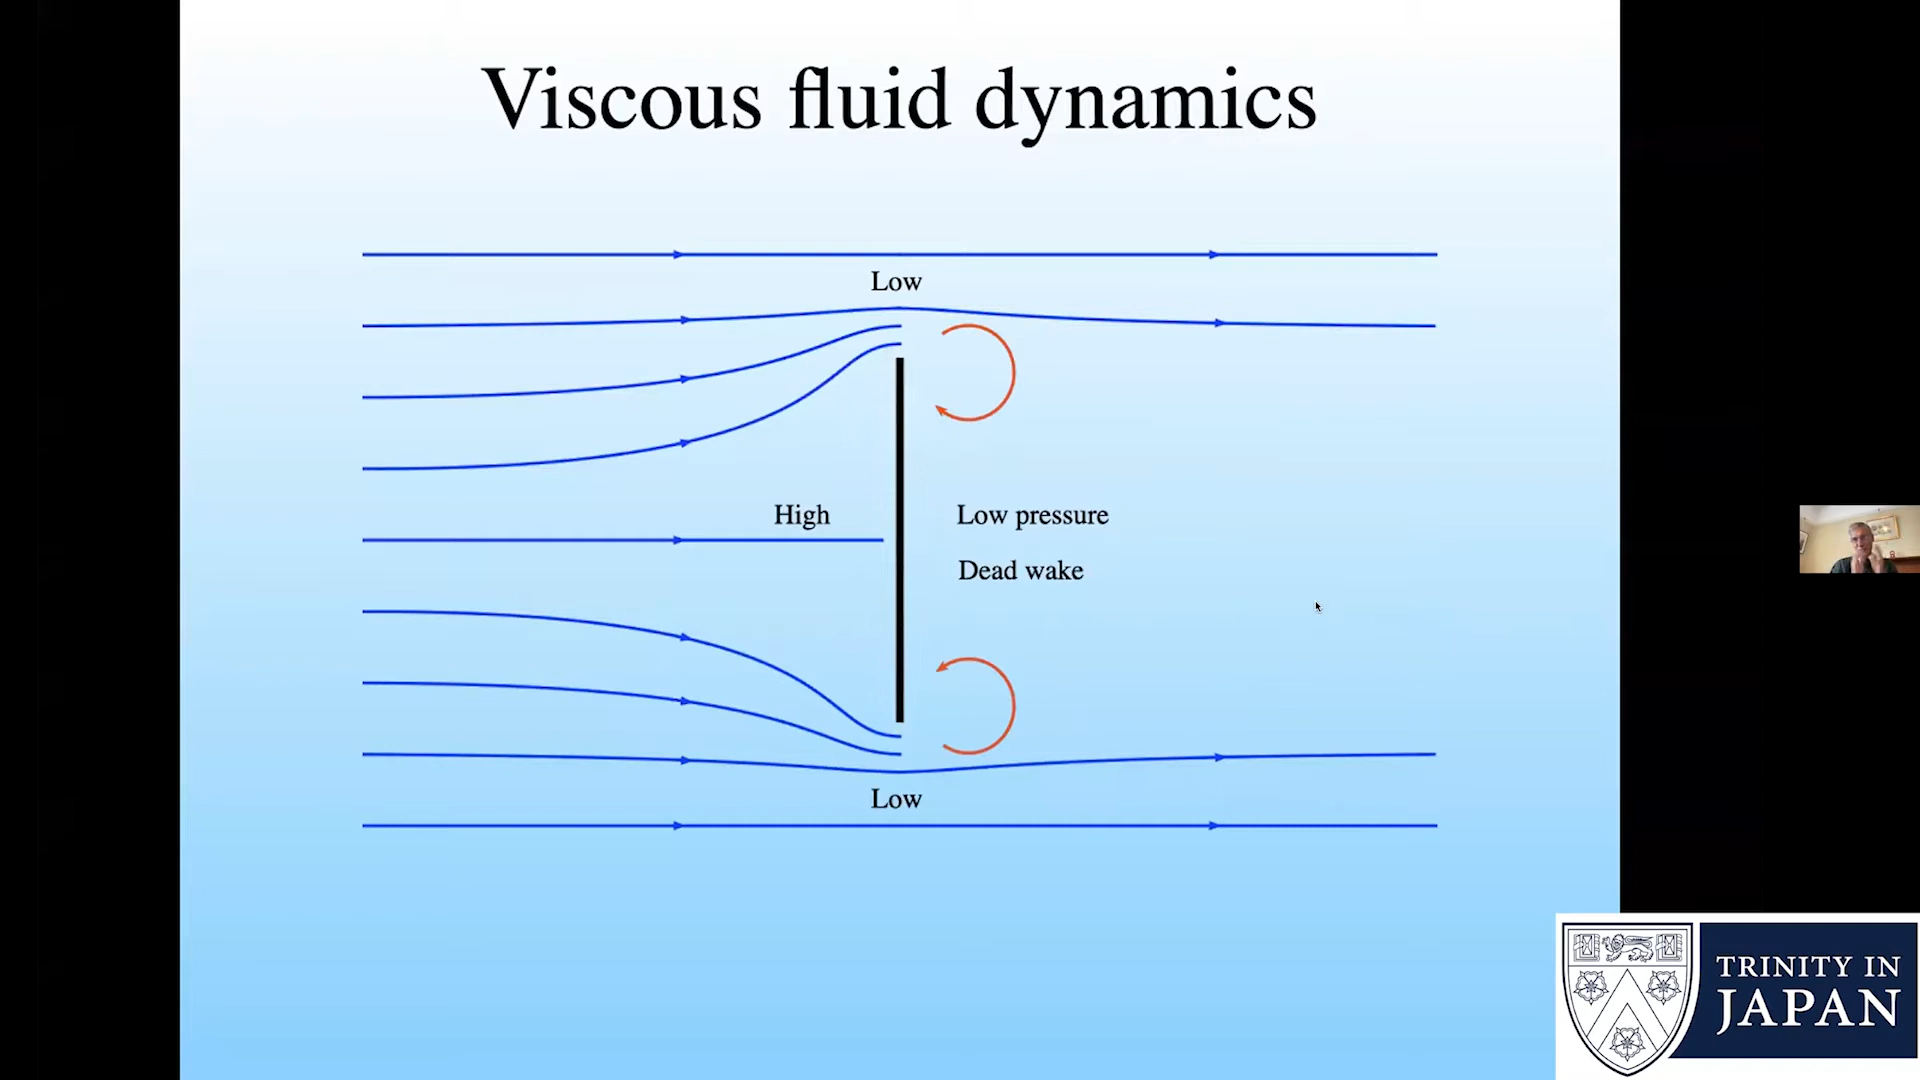 Viscous fluid dynamics
Low
High
Low pressure
Dead wake
Low
TRINITY IN
JAPAN